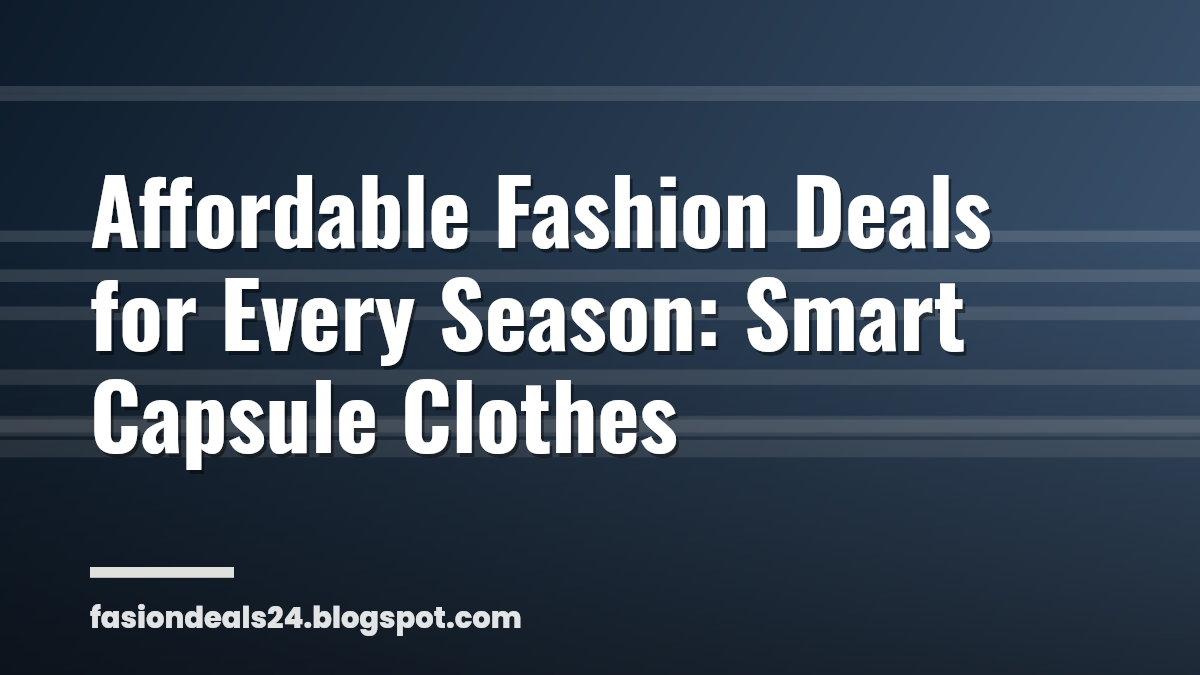 Affordable Fashion Deals
for Every Season: Smart
Capsule Clothes
fasiondeals24.blogspot.com